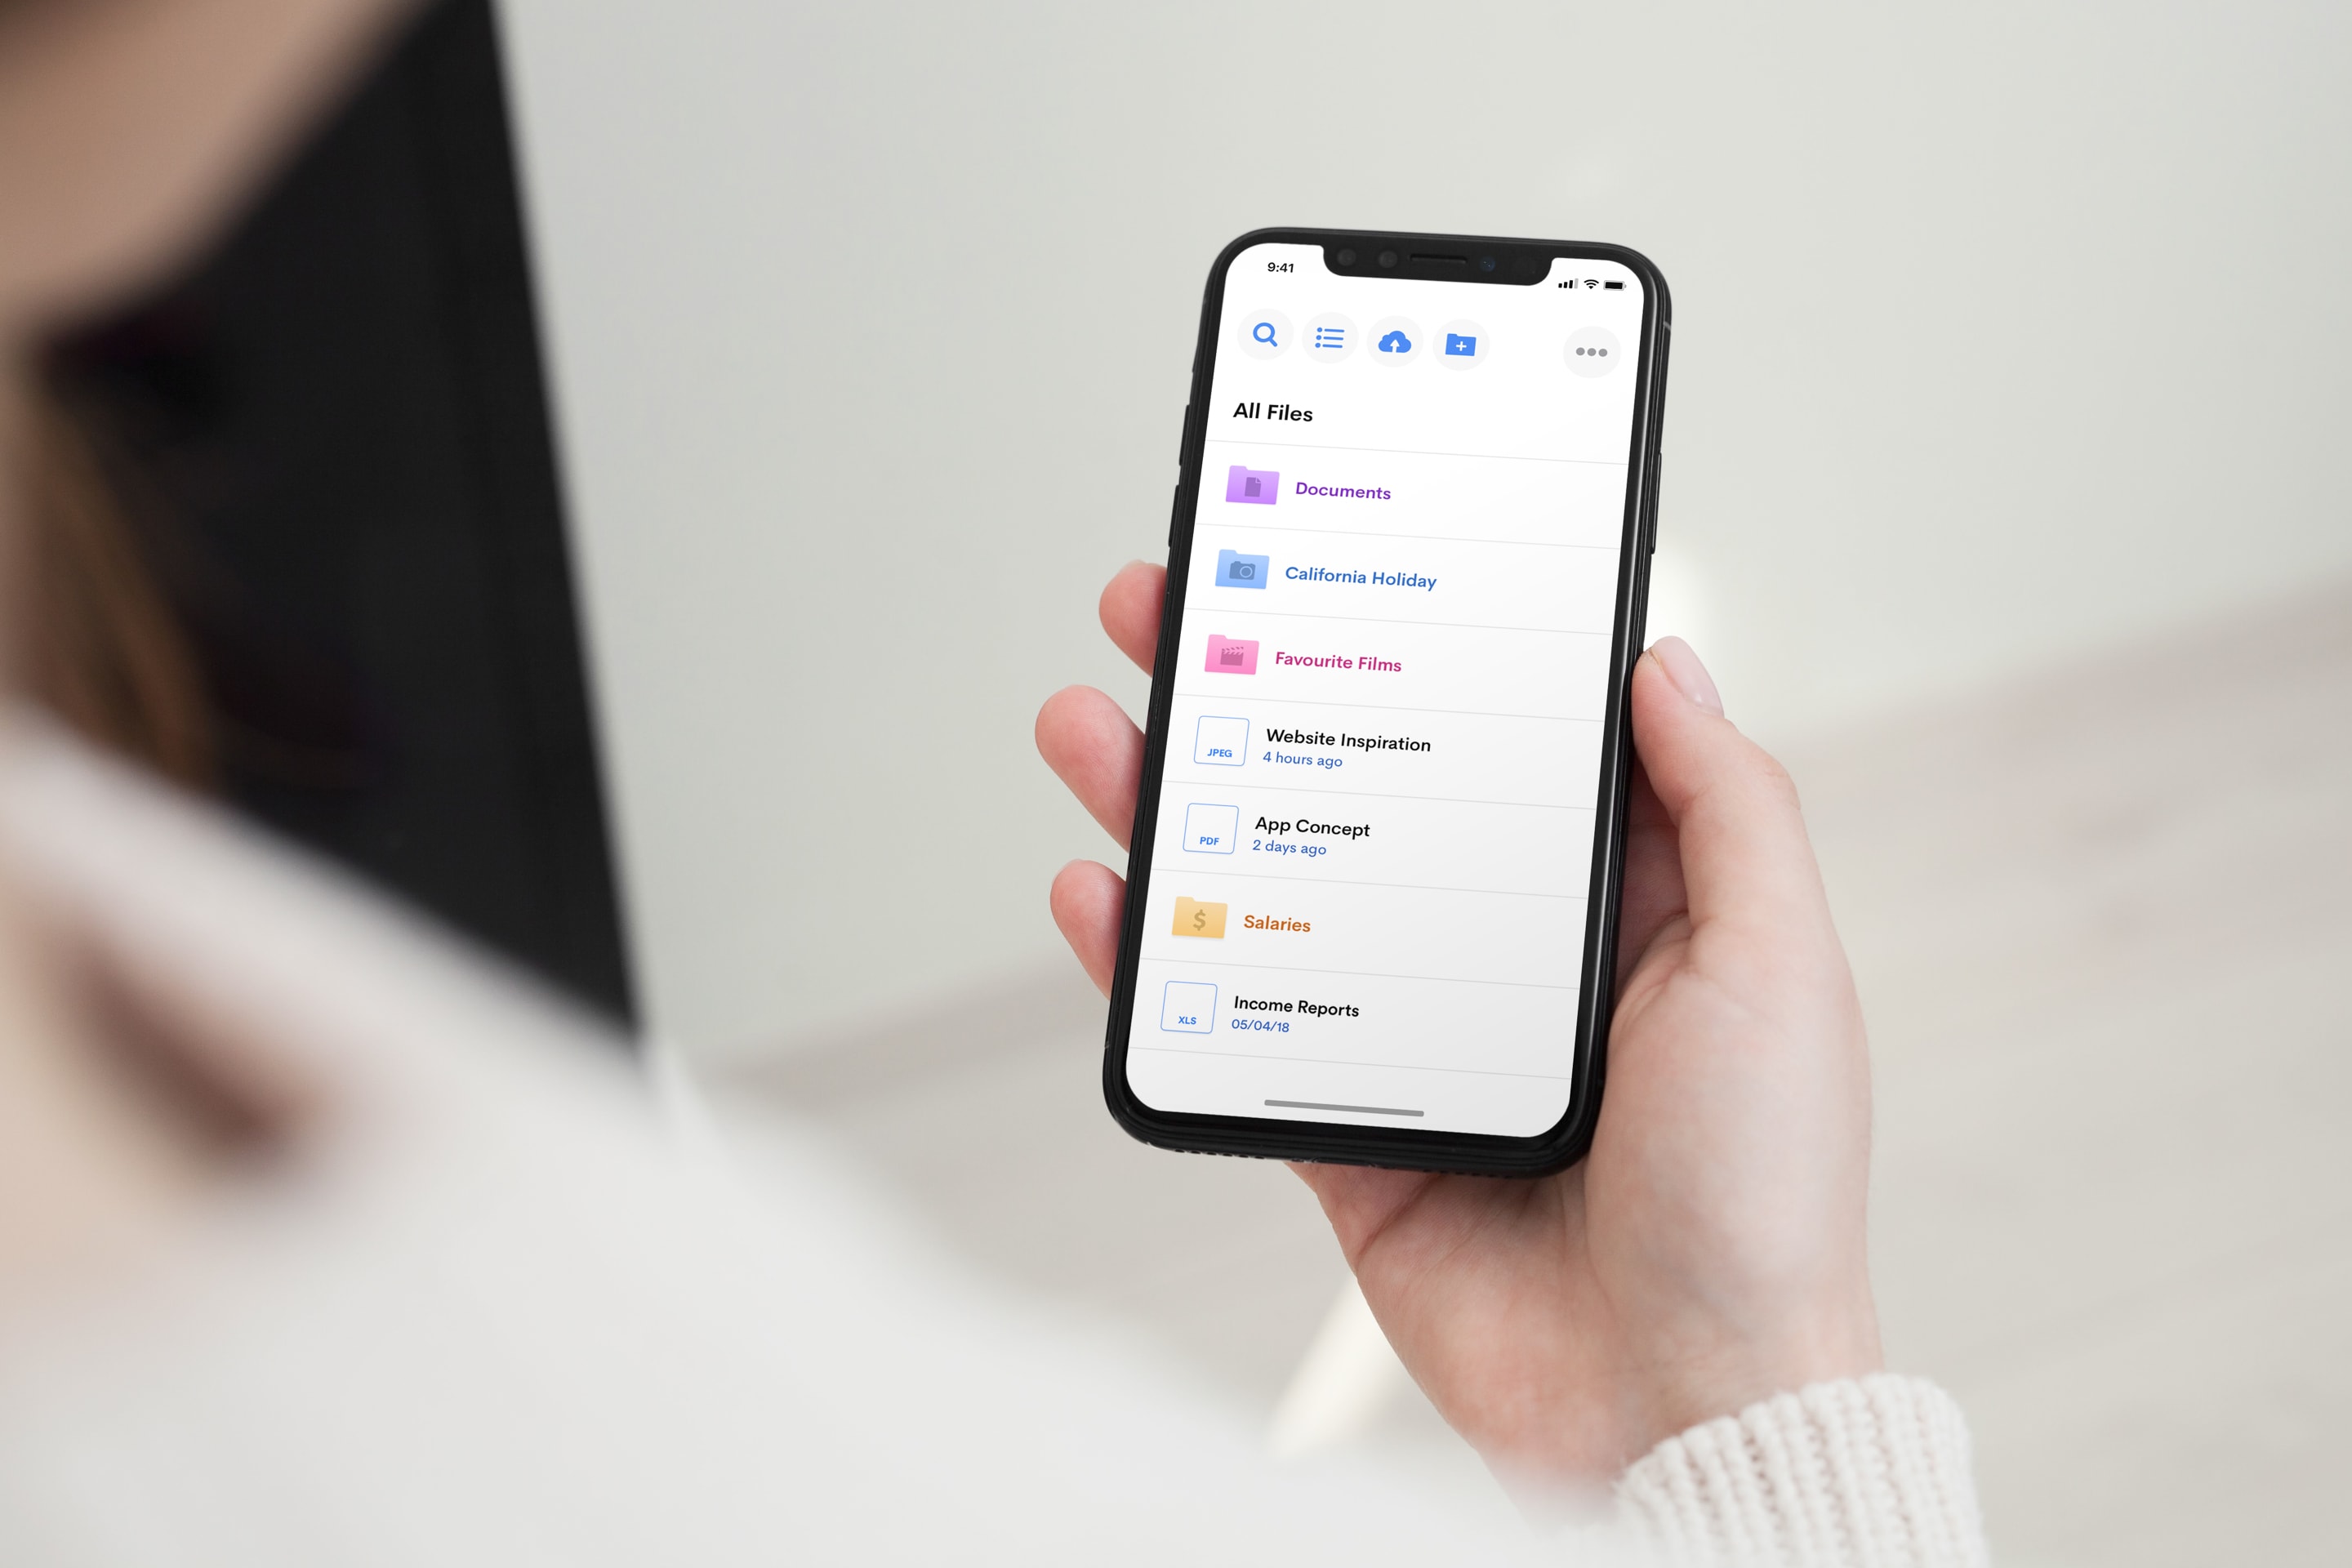 9:41
All Files
Documents
California Holiday
Favourite Films
JPEG
Website Inspiration
4 hours ago
PDF
App Concept
2 days ago
$
Salaries
XLS
Income Reports
05/04/18